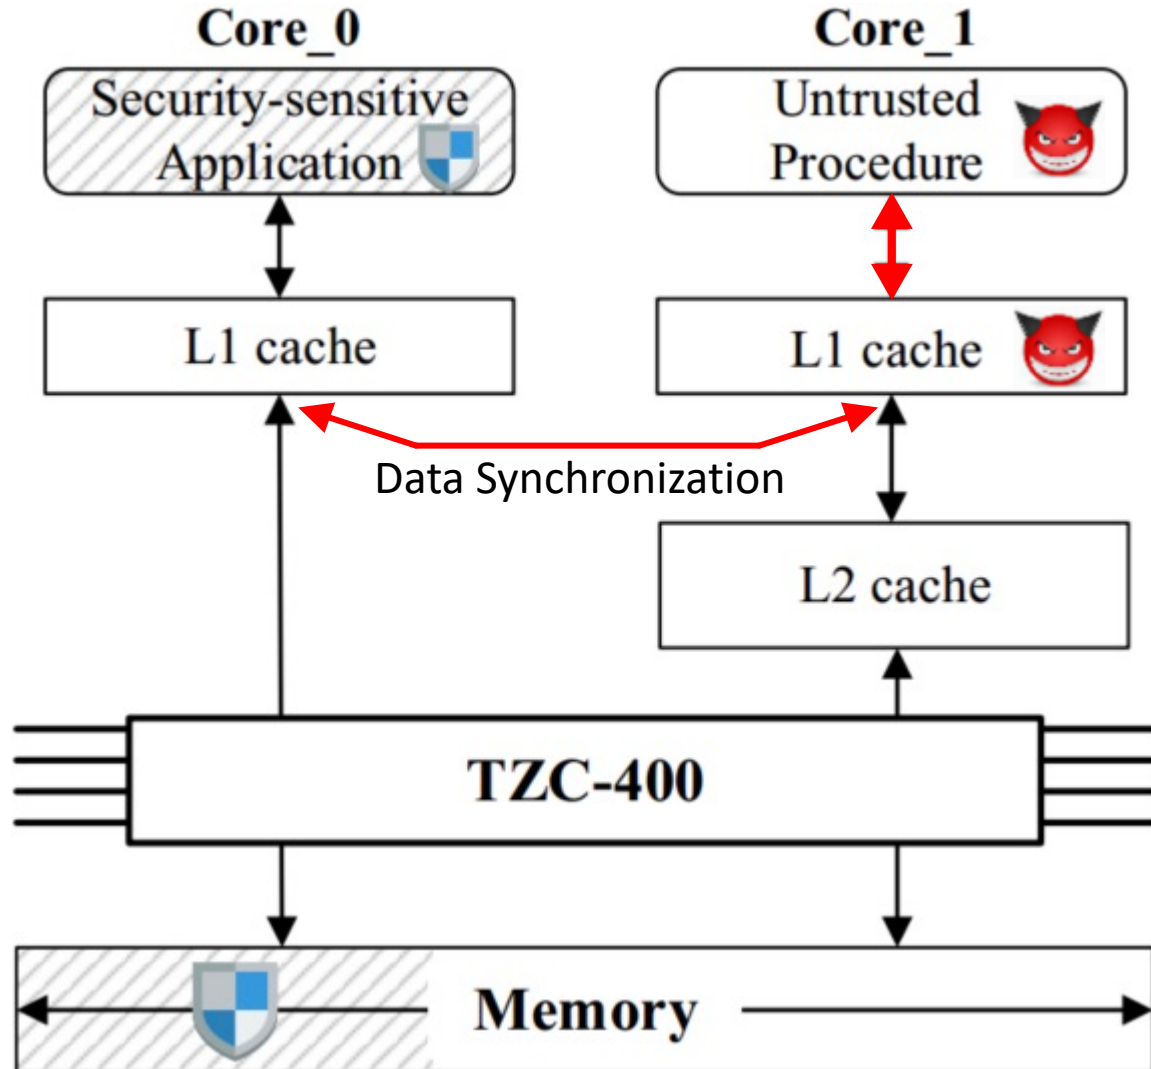 Core_0
Core_1
Security-sensitive
Application
Untrusted
Procedure
L1 cache
L1 cache
Data Synchronization
L2 cache
TZC-400
Memory